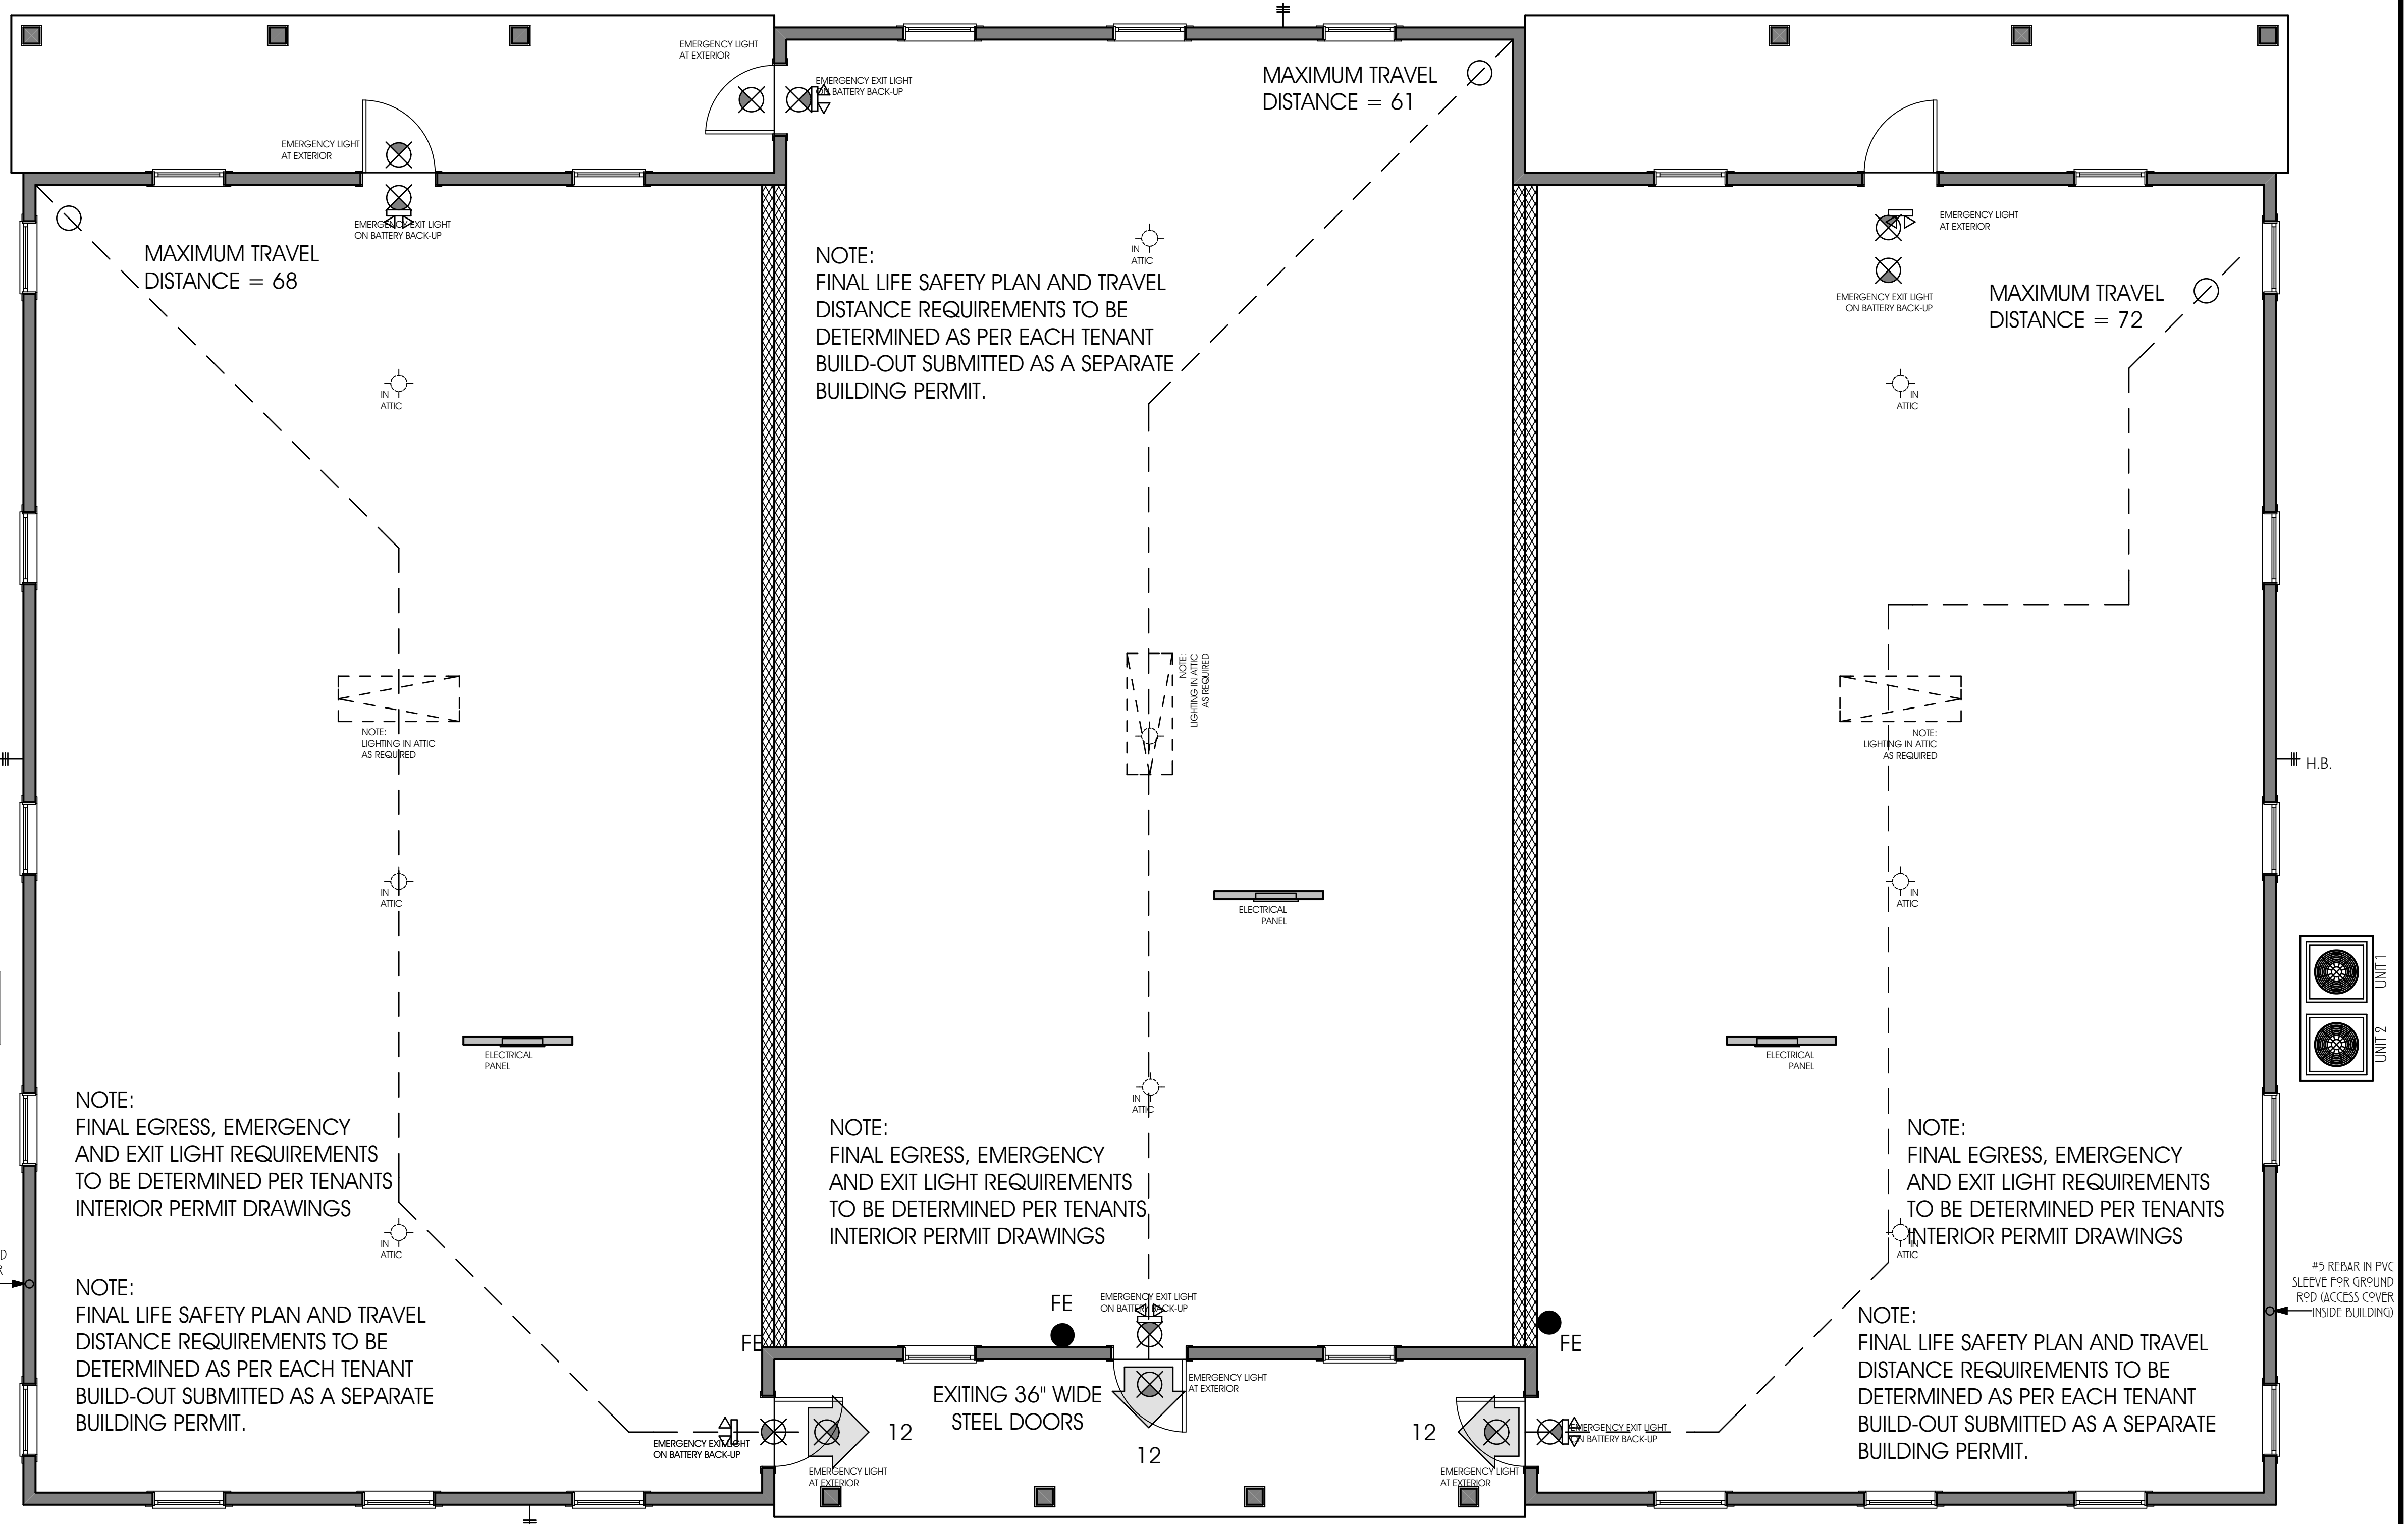 EMERGENCY LIGHT
AT EXTERIOR
EMERGENCY EXIT LIGHT
ON BATTERY BACK-UP
MAXIMUM TRAVEL
DISTANCE = 61
EMERGENCY LIGHT
AT EXTERIOR
EMERGENCY EXIT LIGHT
ON BATTERY BACK-UP
EMERGENCY LIGHT
AT EXTERIOR
EMERGENCY EXIT LIGHT
ON BATTERY BACK-UP
MAXIMUM TRAVEL
DISTANCE = 68
IN
ATTIC
NOTE:
FINAL LIFE SAFETY PLAN AND TRAVEL
DISTANCE REQUIREMENTS TO BE
DETERMINED AS PER EACH TENANT
BUILD-OUT SUBMITTED AS A SEPARATE
BUILDING PERMIT.
MAXIMUM TRAVEL
DISTANCE = 72
IN
ATTIC
IN
ATTIC
NOTE:
LIGHTING IN ATTIC
AS REQUIRED
NOTE:
LIGHTING IN ATTIC
AS REQUIRED
NOTE:
LIGHTING IN ATTIC
AS REQUIRED
H.B.
IN
ATTIC
ELECTRICAL
PANEL
IN
ATTIC
UNIT 1
UNIT 2
ELECTRICAL
PANEL
ELECTRICAL
PANEL
NOTE:
FINAL EGRESS, EMERGENCY
AND EXIT LIGHT REQUIREMENTS
TO BE DETERMINED PER TENANTS
INTERIOR PERMIT DRAWINGS
IN
ATTIC
NOTE:
FINAL EGRESS, EMERGENCY
AND EXIT LIGHT REQUIREMENTS
TO BE DETERMINED PER TENANTS
INTERIOR PERMIT DRAWINGS
NOTE:
FINAL EGRESS, EMERGENCY
AND EXIT LIGHT REQUIREMENTS
TO BE DETERMINED PER TENANTS
INTERIOR PERMIT DRAWINGS
IN
ATTIC
IN
ATTIC
D
R
#5 REBAR IN PVC
SLEEVE FOR GROUND
ROD (ACCESS COVER
INSIDE BUILDING)
NOTE:
FINAL LIFE SAFETY PLAN AND TRAVEL
DISTANCE REQUIREMENTS TO BE
DETERMINED AS PER EACH TENANT
BUILD-OUT SUBMITTED AS A SEPARATE
BUILDING PERMIT.
FE
FE
EMERGENCY EXIT LIGHT
ON BATTERY BACK-UP
FE
NOTE:
FINAL LIFE SAFETY PLAN AND TRAVEL
DISTANCE REQUIREMENTS TO BE
DETERMINED AS PER EACH TENANT
BUILD-OUT SUBMITTED AS A SEPARATE
BUILDING PERMIT.
EXITING 36" WIDE
STEEL DOORS
EMERGENCY LIGHT
AT EXTERIOR
EMERGENCY EXIT LIGHT
ON BATTERY BACK-UP
12
12
12
EMERGENCY EXIT LIGHT
ON BATTERY BACK-UP
EMERGENCY LIGHT
AT EXTERIOR
EMERGENCY LIGHT
AT EXTERIOR